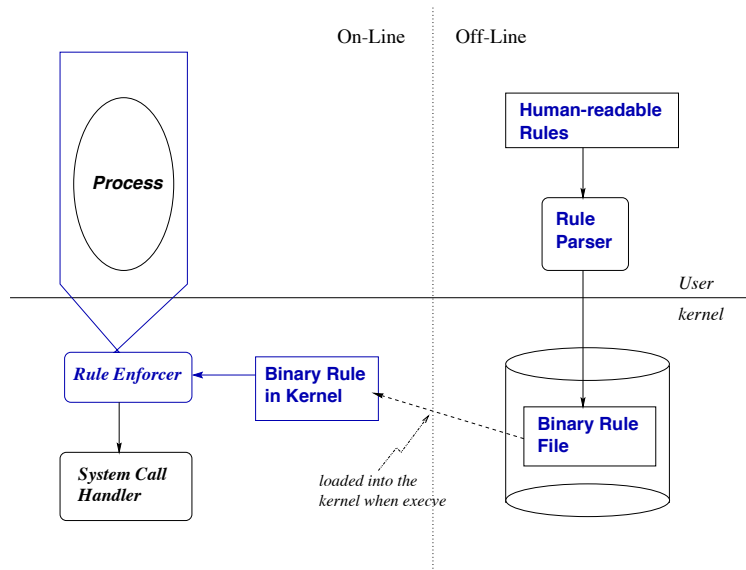 On-Line
Off-Line
Human-readable
Rules
Process
Rule
Parser
User
kernel
Rule Enforcer
Binary Rule
in Kernel
Binary Rule
File
System Call
Handler
loaded into the
kernel when execve